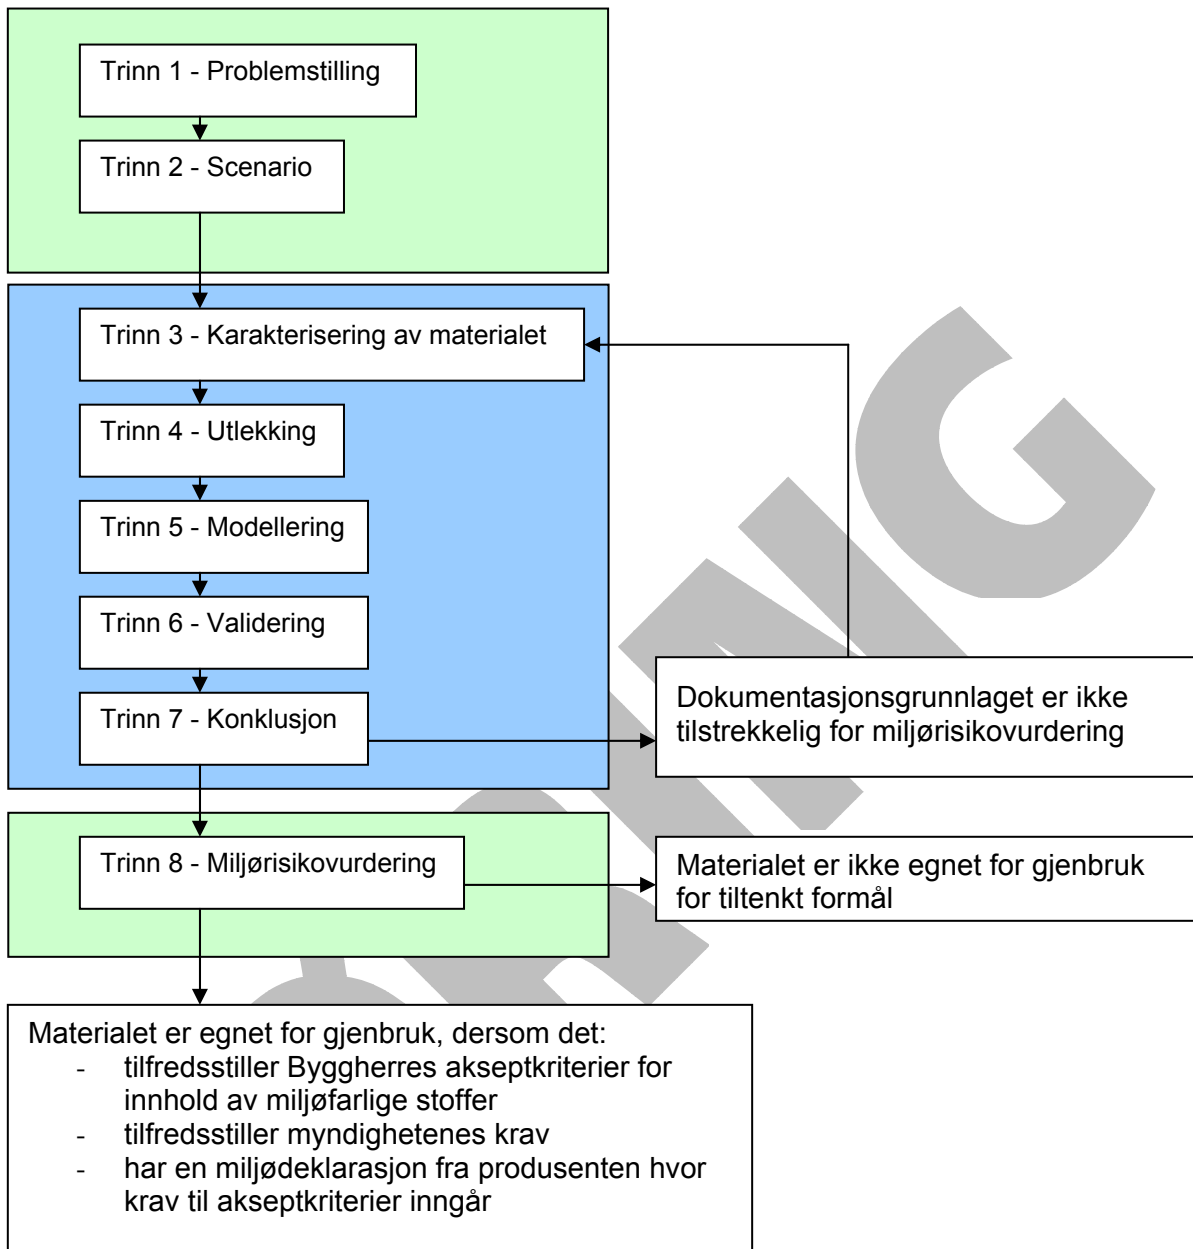 Trinn 1 - Problemstilling
Trinn 2 - Scenario
Trinn 3 - Karakterisering av materialet
Trinn 4 - Utlekking
Trinn 5 - Modellering
Trinn 6 - Validering
Trinn 7 - Konklusjon
Dokumentasjonsgrunnlaget er ikke
tilstrekkelig for miljørisikovurdering
Trinn 8 - Miljørisikovurdering
Materialet er ikke egnet for gjenbruk
for tiltenkt formål
Materialet er egnet for gjenbruk, dersom det:
- tilfredsstiller Byggherres akseptkriterier for
innhold av miljøfarlige stoffer
- tilfredsstiller myndighetenes krav
- har en miljødeklarasjon fra produsenten hvor
krav til akseptkriterier inngår